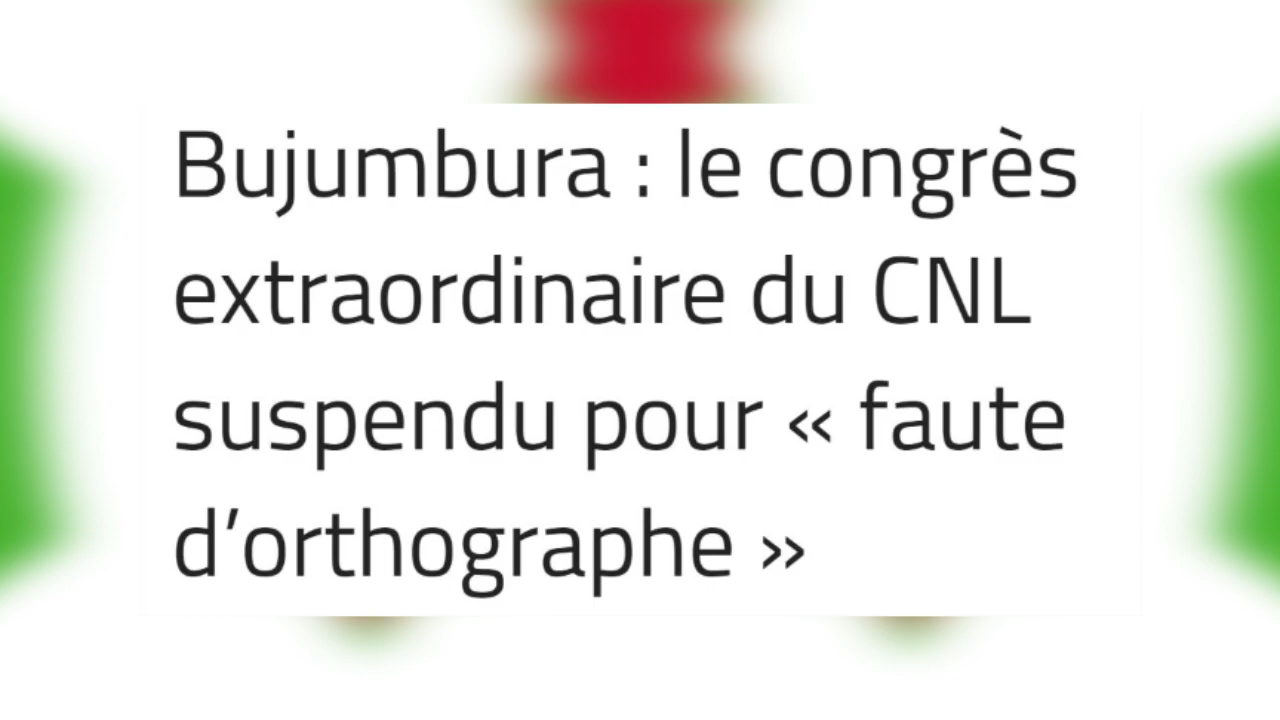 Bujumbura : le congrès
extraordinaire du CNL
suspendu pour « faute
d’orthographe »